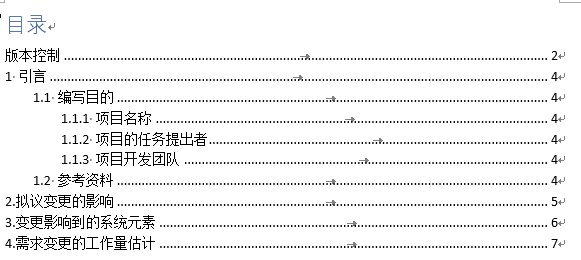 目录
版本控制 2
1 引言 4
1.1 编写目的 4
1.1.1 项目名称 4
1.1.2 项目的任务提出者 4
1.1.3 项目开发团队 4
1.2 参考资料 4
2.拟议变更的影响 5
3.变更影响到的系统元素 6
4.需求变更的工作量估计 7